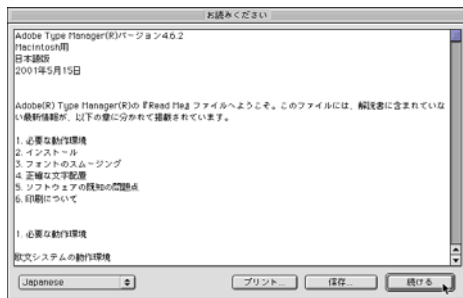 お読みください
Adobe Type Manager(R)バージョン4.6.2
Macintosh用
日本語版
2001年5月15日
Adobe(R) Type Manager(R)の『Read Me』ファイルへようこそ。このファイルには、解説書に含まれていな
い最新情報が、以下の章に分かれて掲載されています。
1. 必要な動作環境
2. インストール
3. フォントのスムージング
4. 正確な文字配置
5. ソフトウェアの既知の問題点
6. 印刷について
1. 必要な動作環境
欧文システムの動作環境
Japanese
プリント...
保存...
続ける